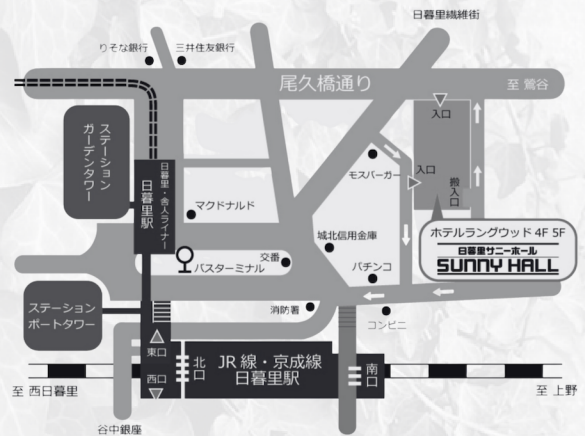 日暮里繊維街
りそな銀行
三井住友銀行
尾久橋通り
至 鶯谷
ステーション
ガーデンタワー
日暮里・舎人ライナー
日暮里駅
マクドナルド
モスバーガー
入口
入口
搬入口
ホテルラングウッド 4F 5F
日暮里サニーホール
SUNNY HALL
城北信用金庫
交番
バスターミナル
パチンコ
ステーション
ポートタワー
消防署
コンビニ
東口
西口
北口
JR 線・京成線
日暮里駅
南口
至 西日暮里
至 上野
谷中銀座